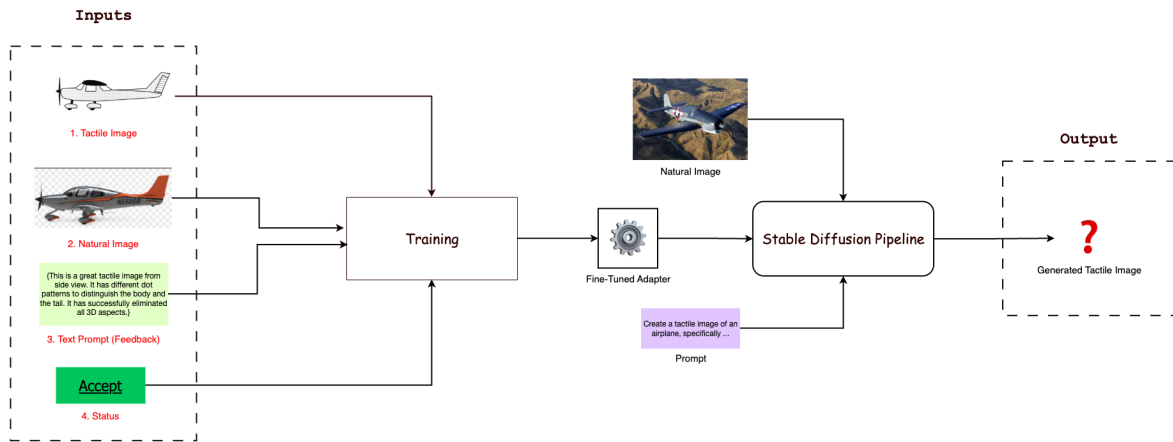 Inputs
1. Tactile Image
N559SR
2. Natural Image
{This is a great tactile image from
side view. It has different dot
patterns to distinguish the body and
the tail. It has successfully eliminated
all 3D aspects.}
3. Text Prompt (Feedback)
Accept
4. Status
Training
Fine-Tuned Adapter
Natural Image
Stable Diffusion Pipeline
Create a tactile image of an
airplane, specifically ...
Prompt
Output
?
Generated Tactile Image